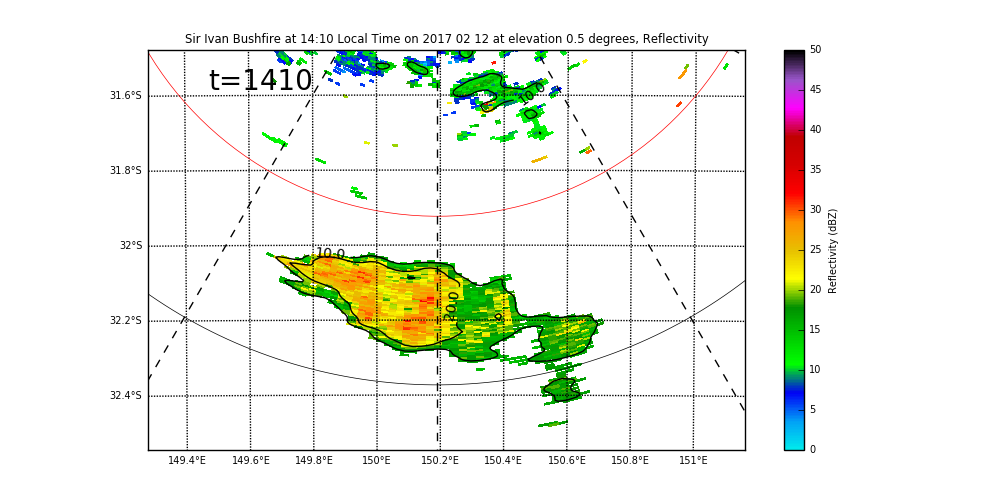 Sir Ivan Bushfire at 14:10 Local Time on 2017 02 12 at elevation 0.5 degrees, Reflectivity
t=1410
31.6°S
31.8°S
32°S
32.2°S
32.4°S
149.4°E 149.6°E 149.8°E 150°E 150.2°E 150.4°E 150.6°E 150.8°E 151°E
10.0
10.0
20.0
50
45
40
35
30
25
20
15
10
5
0
Reflectivity (dBZ)